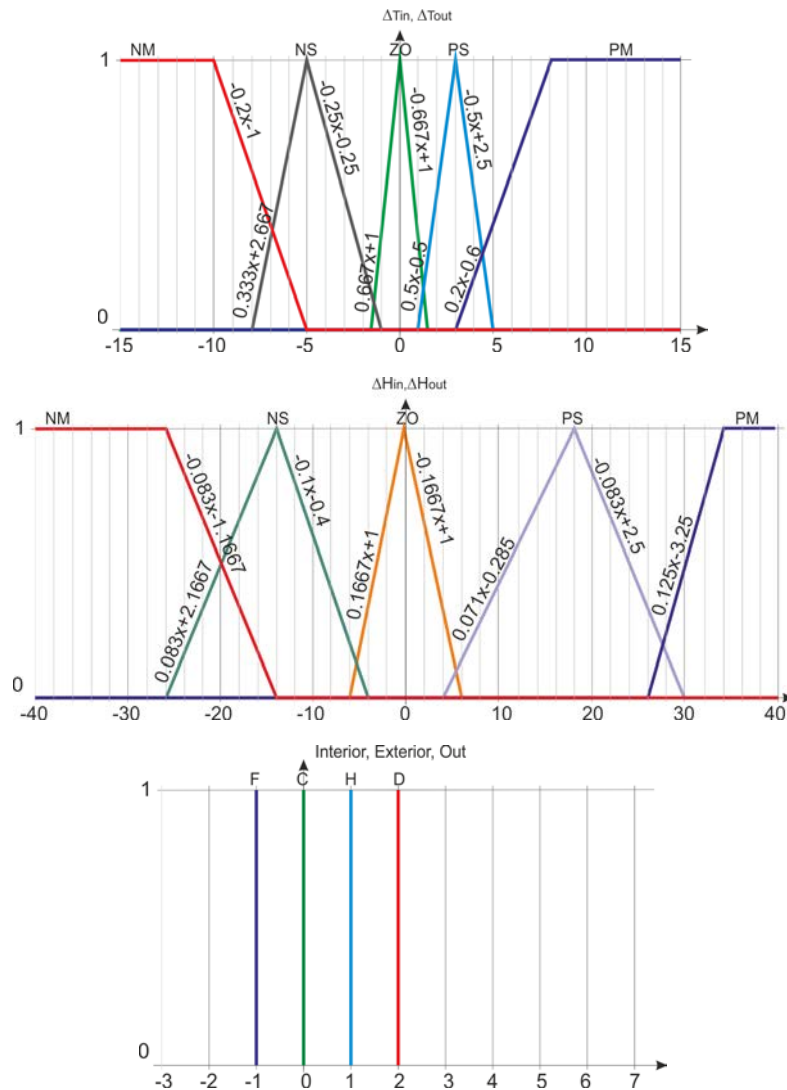 ΔTin, ΔTout
NM NS ZO PS PM
1
-0.2x-1
-0.25x-0.25
-0.667x+1
-0.5x+2.5
0.333x+2.667
0.667x+1
0.5x-0.5
0.2x-0.6
0
-15 -10 -5 0 5 10 15
ΔHin,ΔHout
NM NS ZO PS PM
1
-0.083x-1.1667
-0.1x-0.4
-0.1667x+1
-0.083x+2.5
0.083x+2.1667
0.1667x+1
0.071x-0.285
0.125x-3.25
0
-40 -30 -20 -10 0 10 20 30 40
Interior, Exterior, Out
F C H D
1
0
-3 -2 -1 0 1 2 3 4 5 6 7